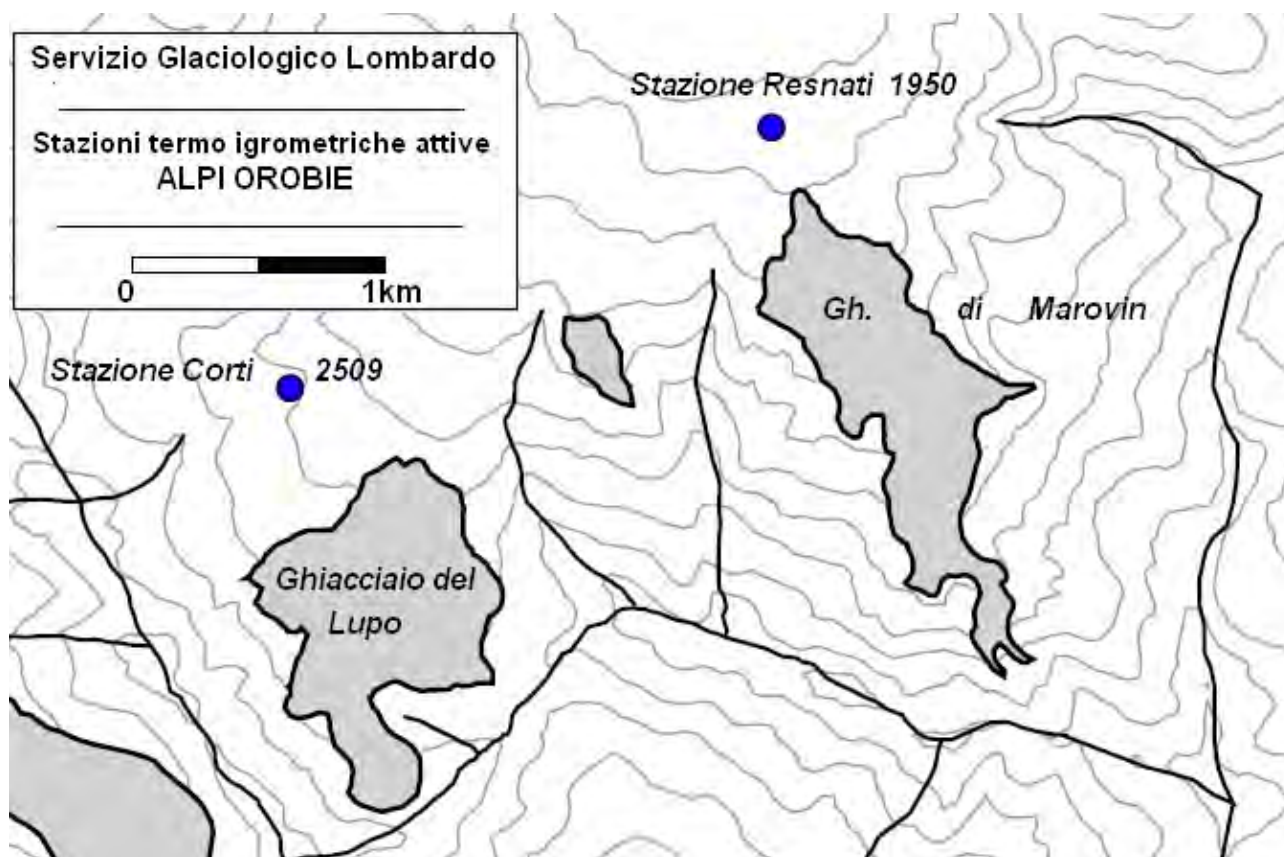 Servizio Glaciologico Lombardo
Stazioni termo igrometriche attive
ALPI OROBIE
0 1km
Stazione Resnati 1950
Gh. di Marovin
Stazione Corti 2509
Ghiacciaio del
Lupo